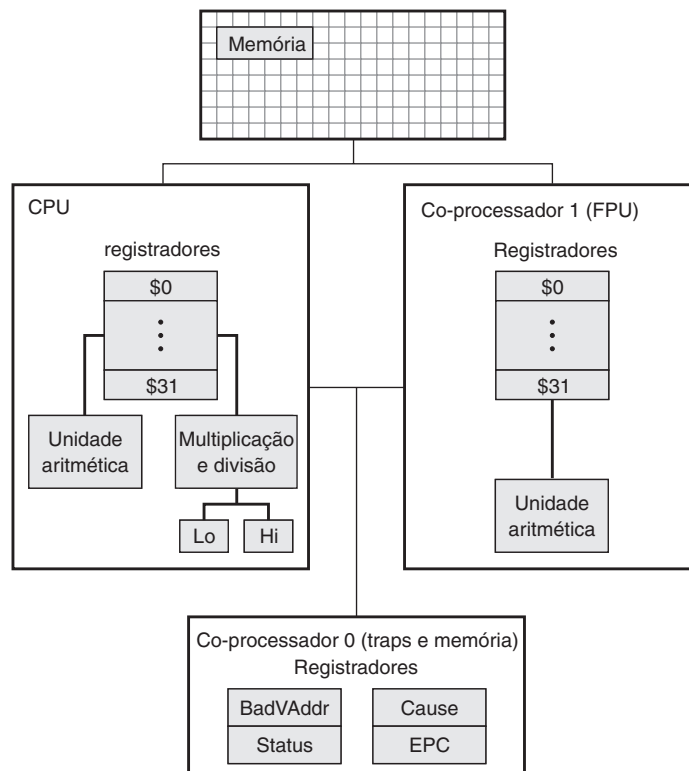 Memória
CPU
registradores
$0
$31
Unidade
aritmética
Multiplicação
e divisão
Lo
Hi
Co-processador 1 (FPU)
Registradores
$0
$31
Unidade
aritmética
Co-processador 0 (traps e memória)
Registradores
BadVAddr
Cause
Status
EPC